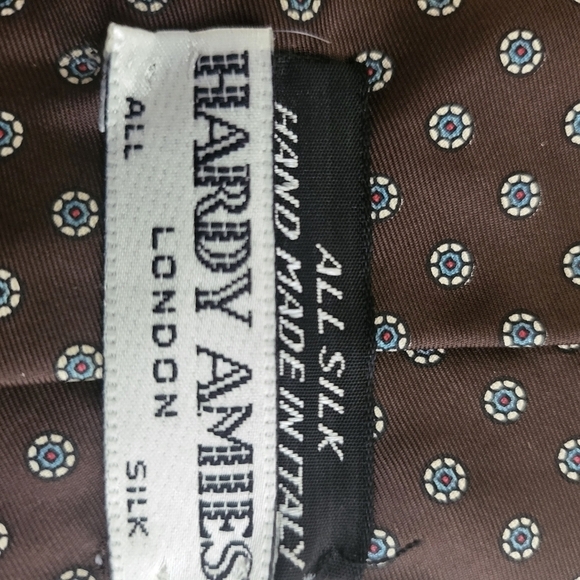 HARDY AMIES
LONDON
ALL SILK
ALL SILK
HAND MADE IN ITALY